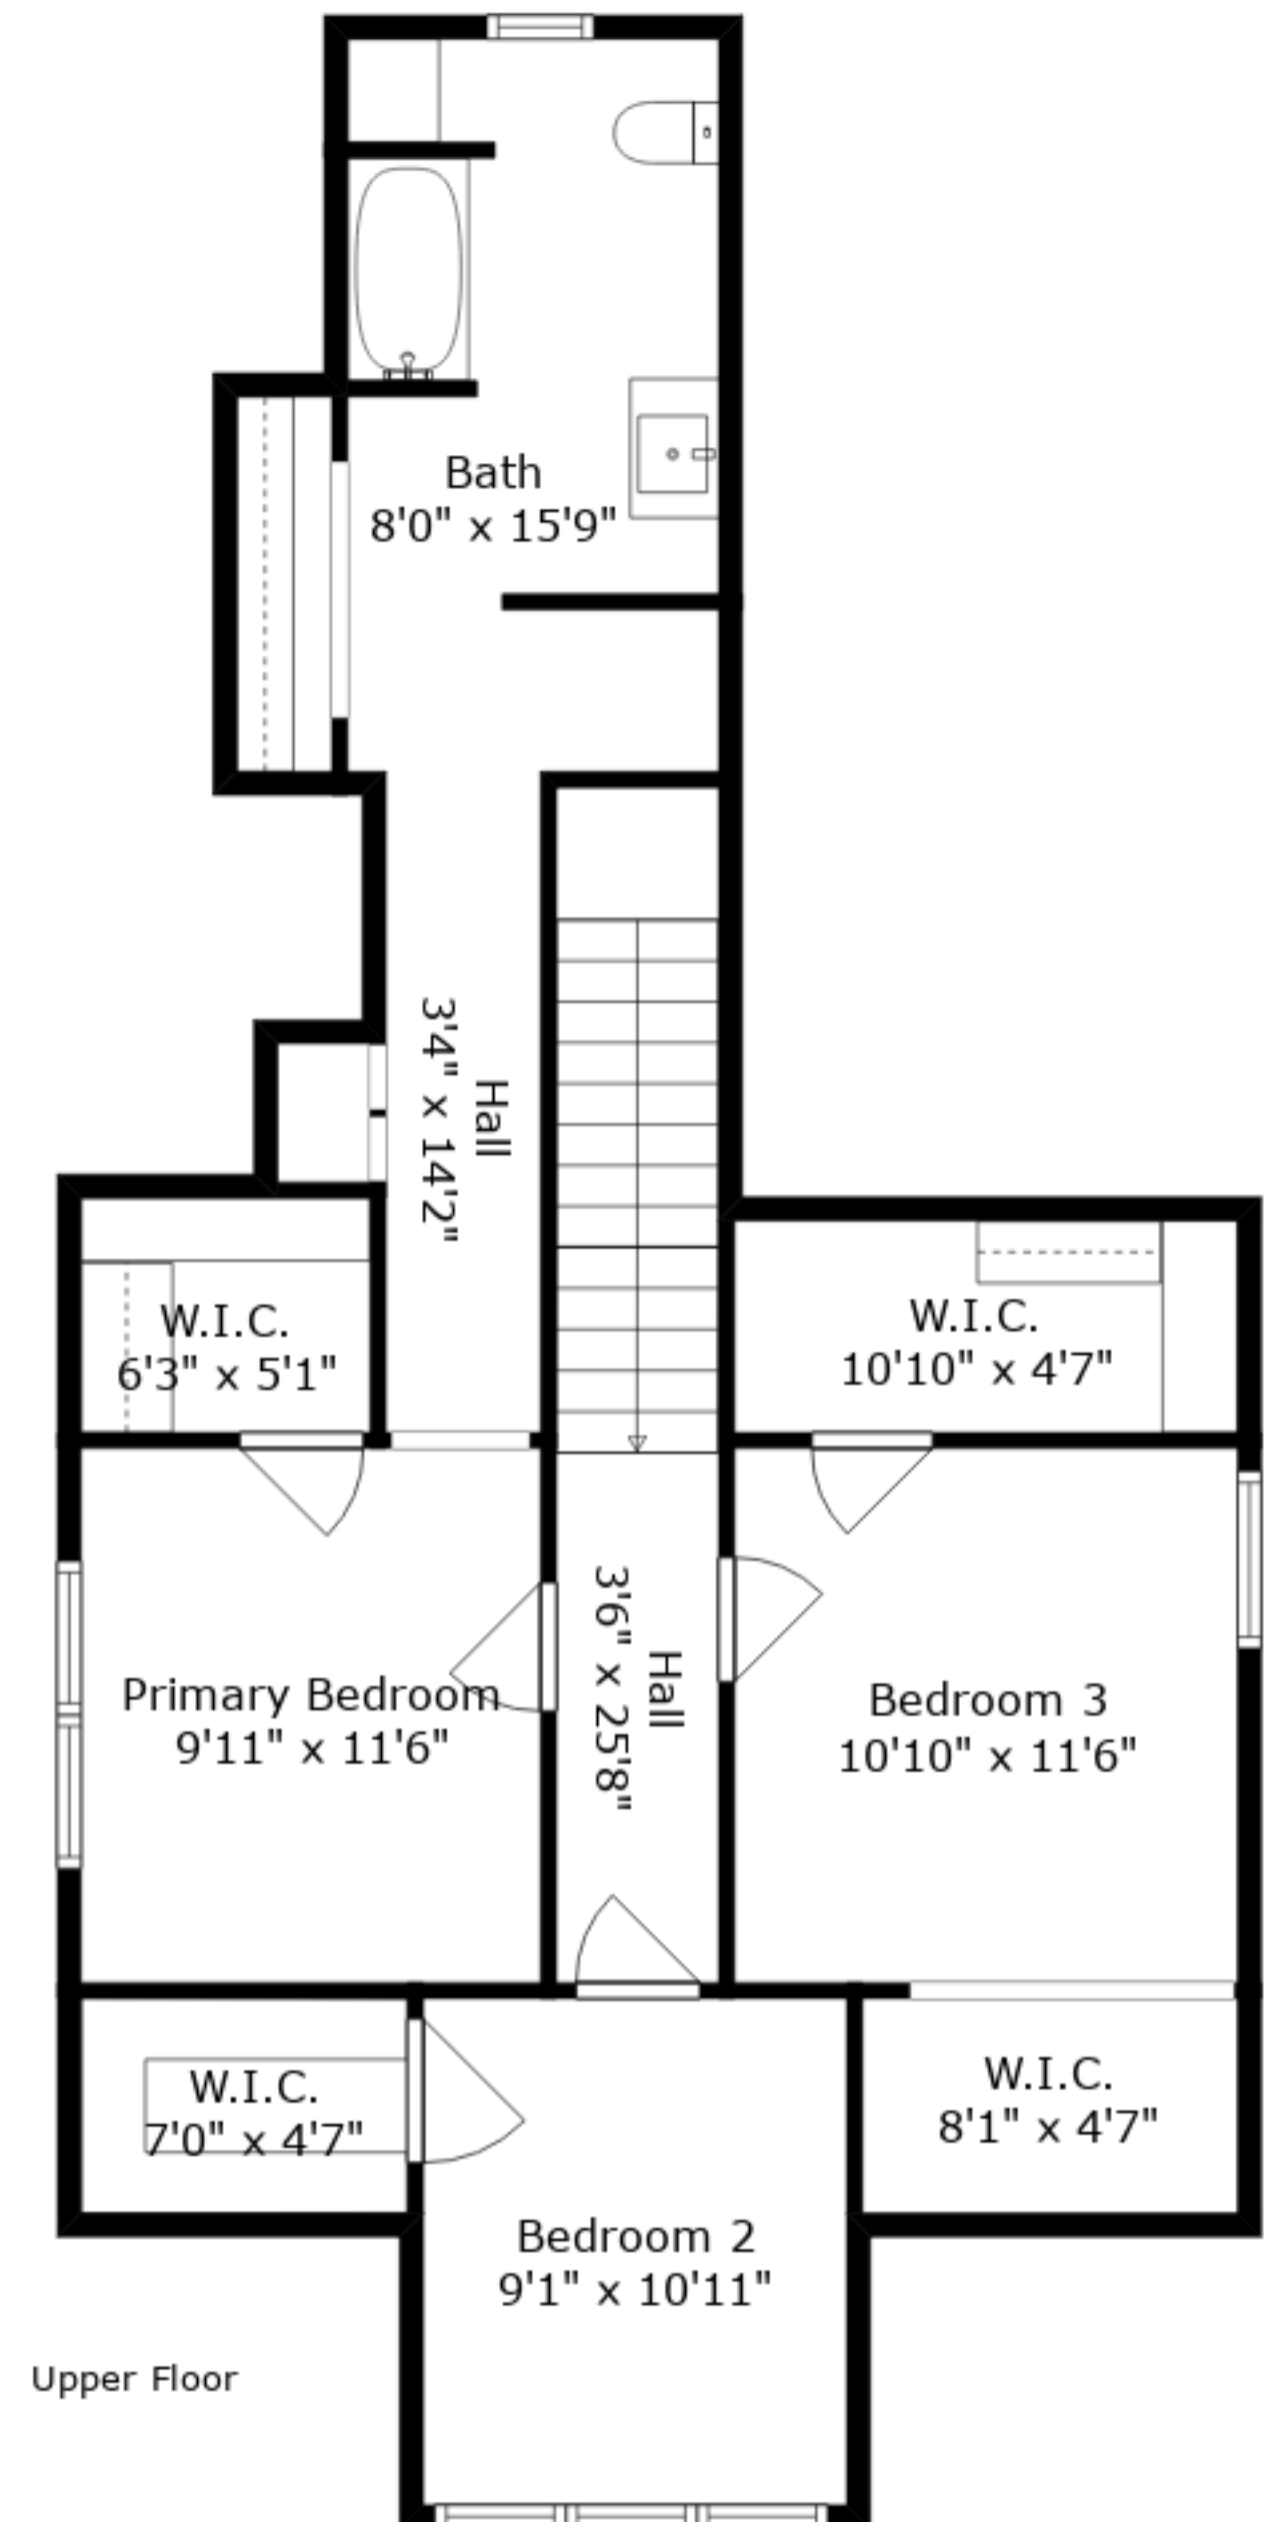 Bath
8'0" x 15'9"
Hall
3'4" x 14'2"
W.I.C.
6'3" x 5'1"
W.I.C.
10'10" x 4'7"
Hall
3'6" x 25'8"
Primary Bedroom
9'11" x 11'6"
Bedroom 3
10'10" x 11'6"
W.I.C.
7'0" x 4'7"
W.I.C.
8'1" x 4'7"
Bedroom 2
9'1" x 10'11"
Upper Floor